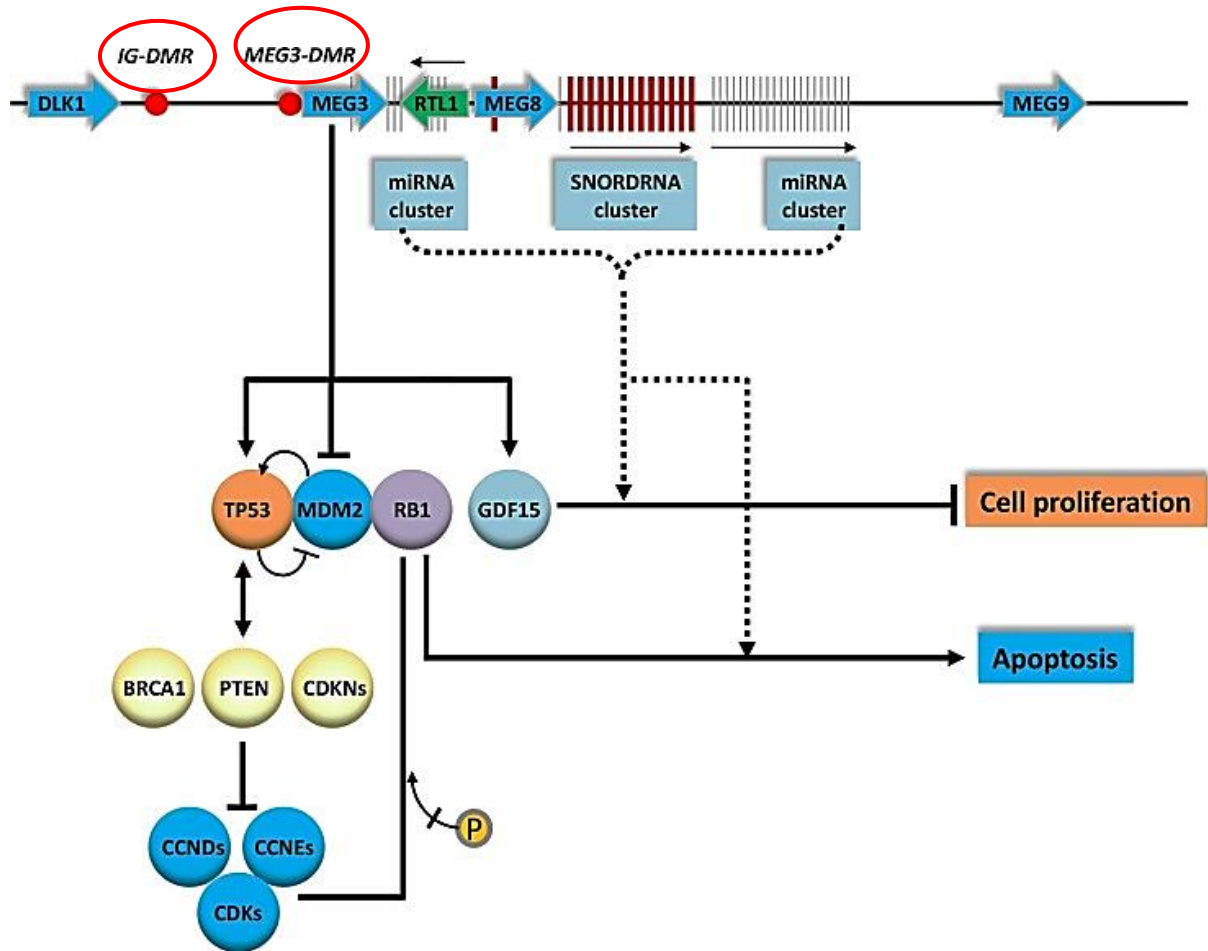 IG-DMR
MEG3-DMR
DLK1
MEG3
RTL1
MEG8
MEG9
miRNA
cluster
SNORDRNA
cluster
miRNA
cluster
TP53
MDM2
RB1
GDF15
Cell proliferation
BRCA1
PTEN
CDKNs
Apoptosis
P
CCNDs
CCNEs
CDKs